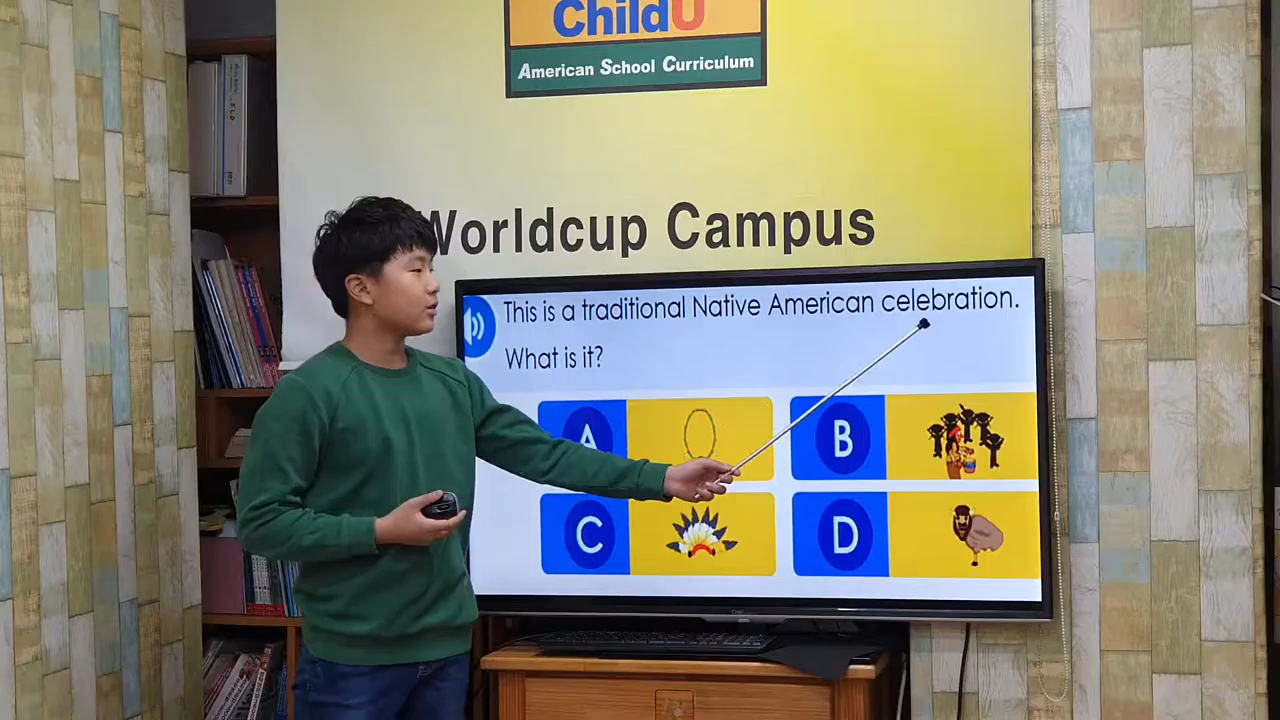 ChildU
American School Curriculum
Worldcup Campus
This is a traditional Native American celebration.
What is it?
A
B
C
D